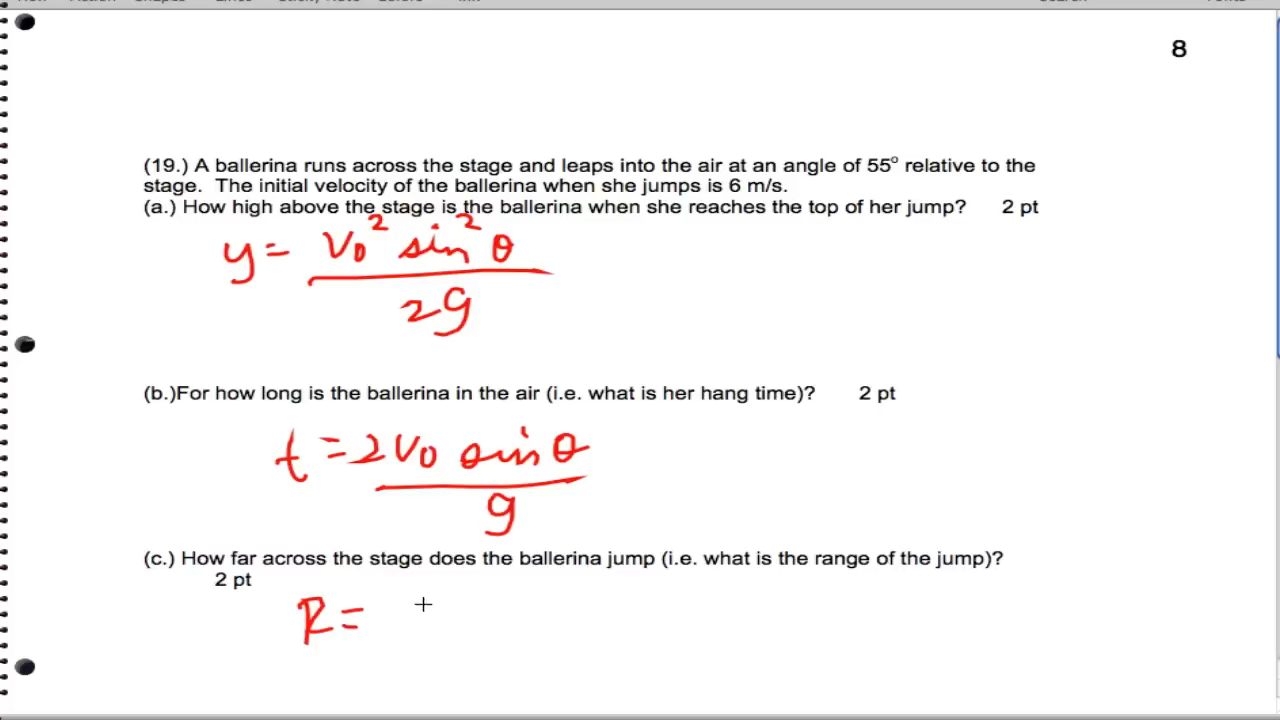 8
(19.) A ballerina runs across the stage and leaps into the air at an angle of 55° relative to the
stage. The initial velocity of the ballerina when she jumps is 6 m/s.
(a.) How high above the stage is the ballerina when she reaches the top of her jump? 2 pt
y = v₀² sin² θ
2g
(b.)For how long is the ballerina in the air (i.e. what is her hang time)? 2 pt
t = 2v₀ sin θ
g
(c.) How far across the stage does the ballerina jump (i.e. what is the range of the jump)?
2 pt
R =